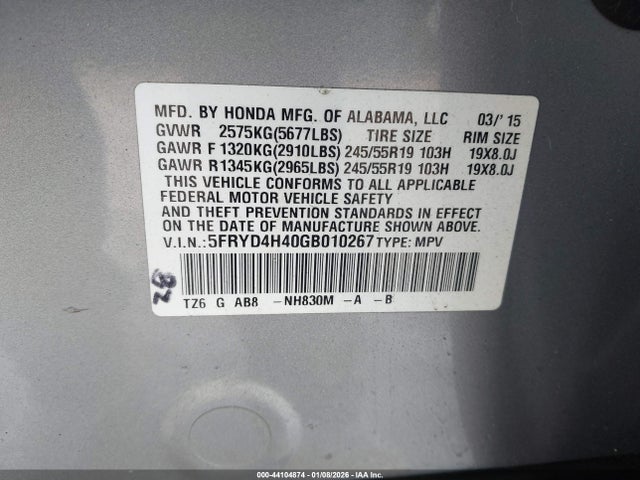 MFD. BY HONDA MFG. OF ALABAMA, LLC 03/'15
GVWR 2575KG(5677LBS) TIRE SIZE RIM SIZE
GAWR F 1320KG(2910LBS) 245/55R19 103H 19X8.0J
GAWR R1345KG(2965LBS) 245/55R19 103H 19X8.0J
THIS VEHICLE CONFORMS TO ALL APPLICABLE
FEDERAL MOTOR VEHICLE SAFETY
AND THEFT PREVENTION STANDARDS IN EFFECT
ON THE DATE OF MANUFACTURE SHOWN ABOVE.
V.I.N.:5FRYD4H40GB010267 TYPE: MPV
TZ6 G AB8 -NH830M -A -B
00-44104874 | 01/08/2026 - IAA Inc.